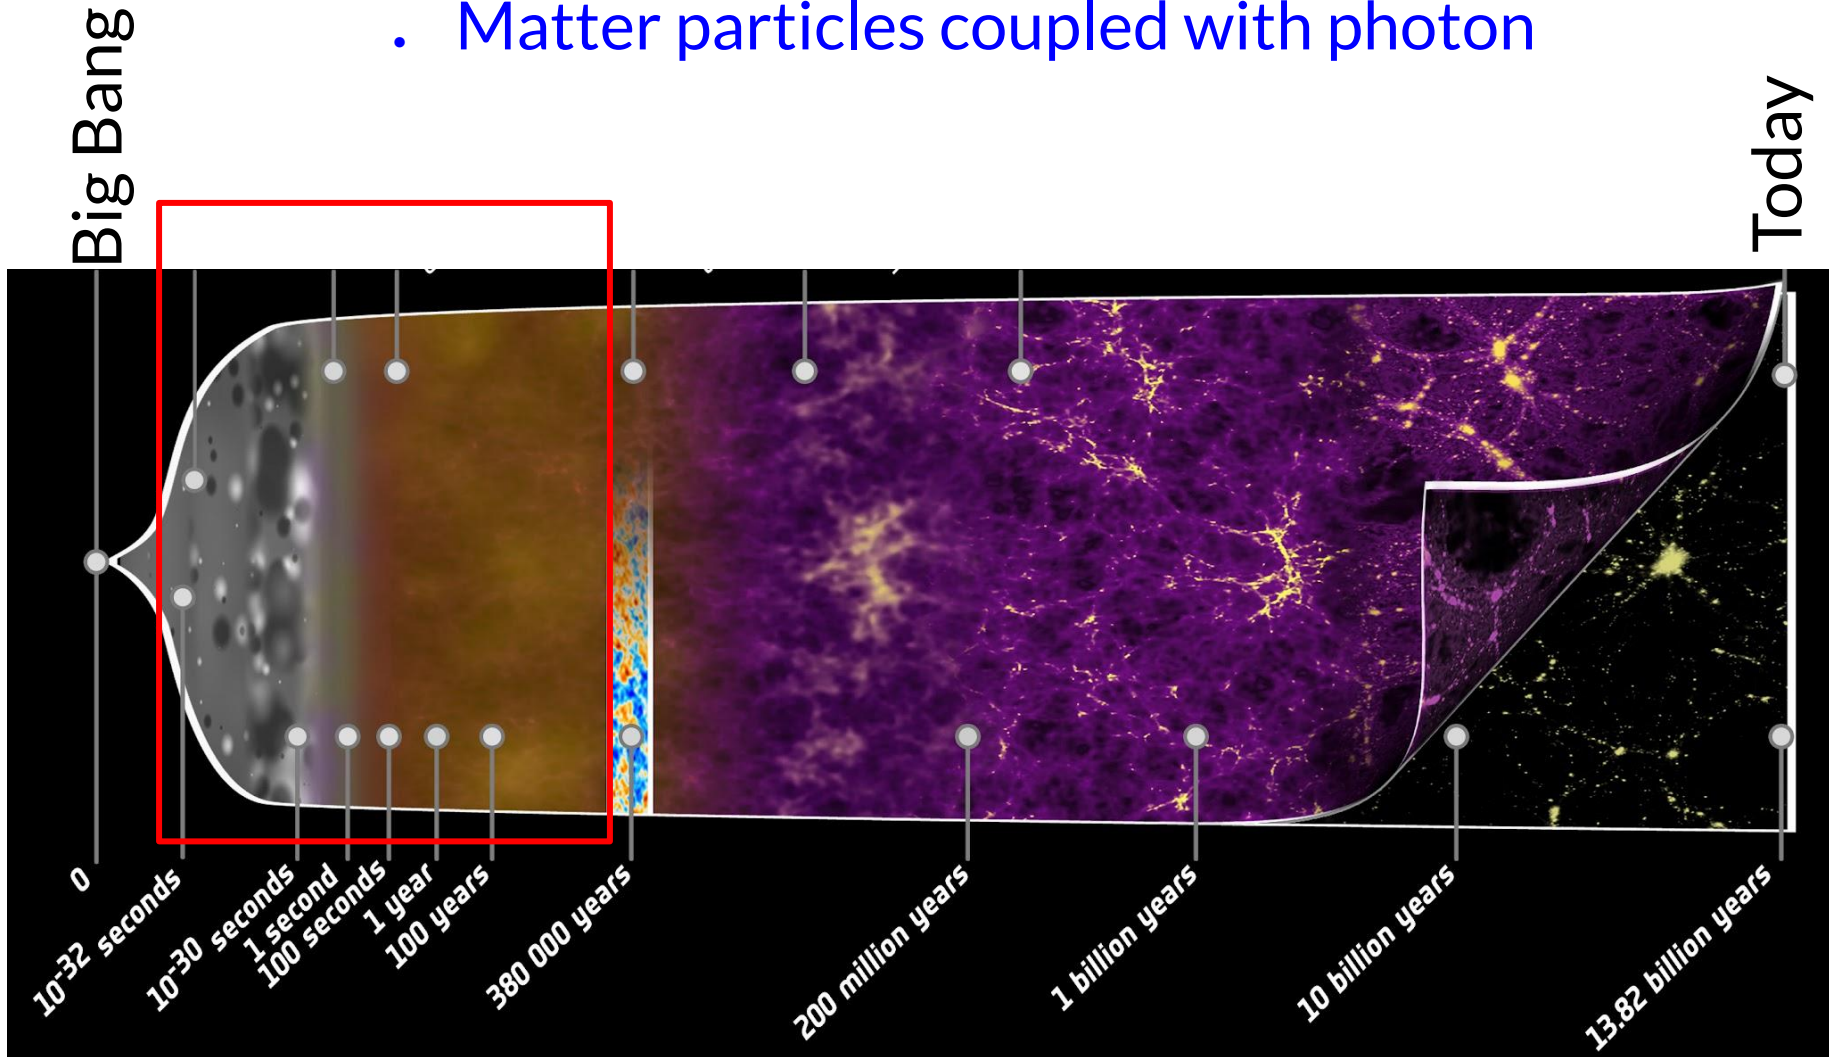 . Matter particles coupled with photon
Big Bang
Today
0
10-32 seconds
10-30 seconds
1 second
100 seconds
1 year
100 years
380 000 years
200 million years
1 billion years
10 billion years
13.82 billion years